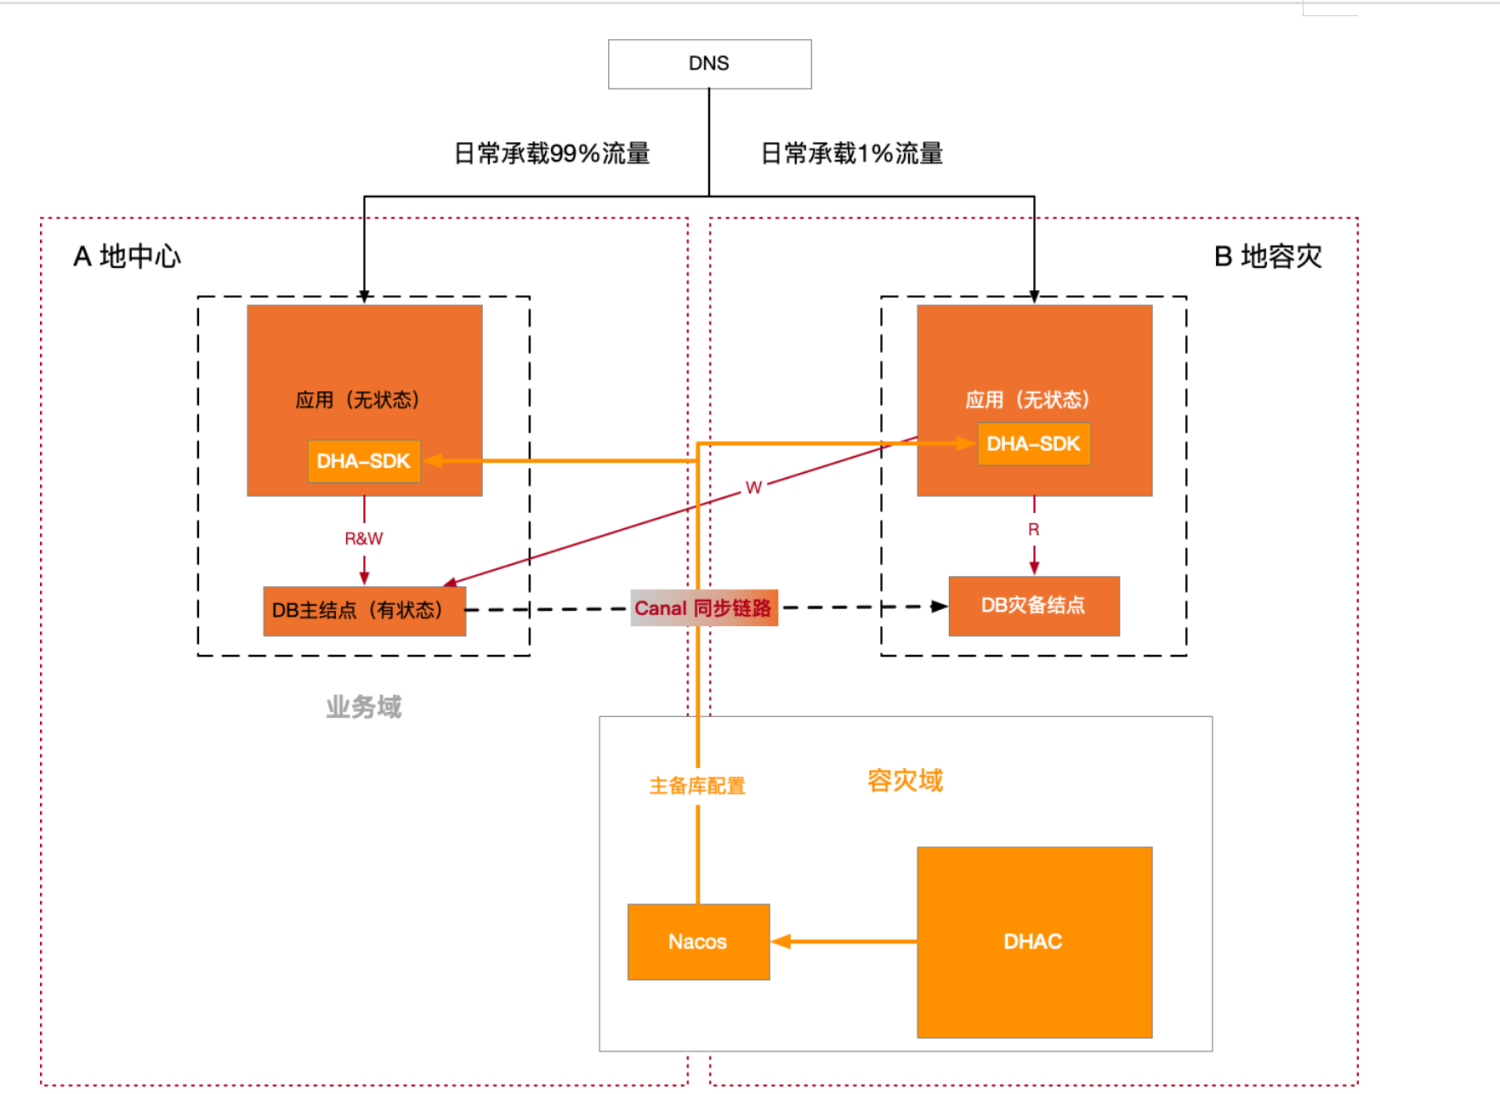 DNS
日常承载99%流量
日常承载1%流量
A 地中心
B 地容灾
应用（无状态）
DHA-SDK
应用（无状态）
DHA-SDK
W
R&W
R
DB主结点（有状态）
Canal 同步链路
DB灾备结点
业务域
主备库配置
容灾域
Nacos
DHAC